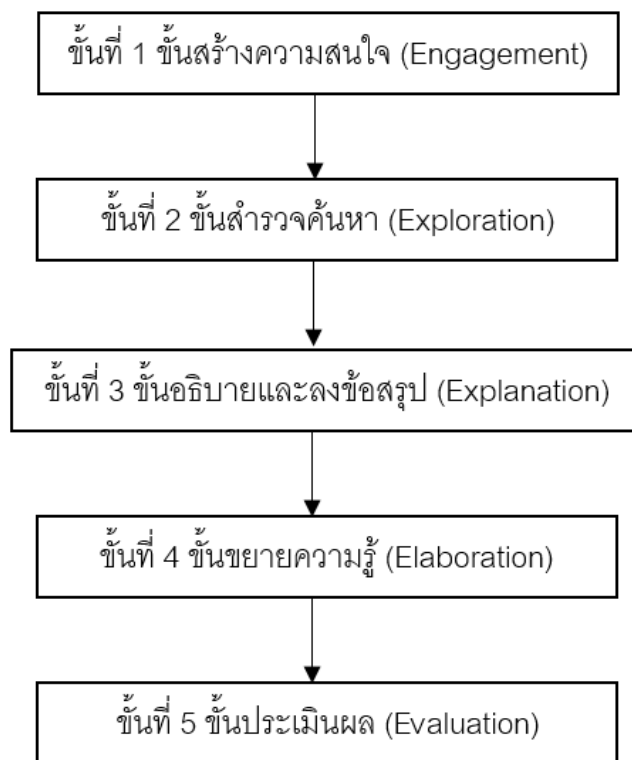 ขั้นที่ 1 ขั้นสร้างความสนใจ (Engagement)
ขั้นที่ 2 ขั้นสำรวจค้นหา (Exploration)
ขั้นที่ 3 ขั้นอธิบายและลงข้อสรุป (Explanation)
ขั้นที่ 4 ขั้นขยายความรู้ (Elaboration)
ขั้นที่ 5 ขั้นประเมินผล (Evaluation)